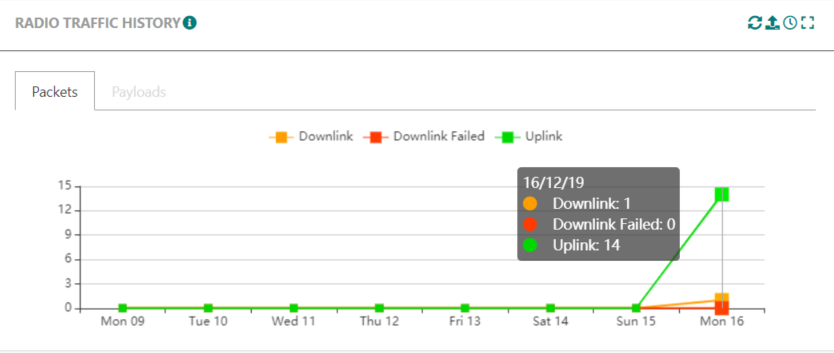 RADIO TRAFFIC HISTORY
Packets Payloads
Downlink Downlink Failed Uplink
16/12/19
Downlink: 1
Downlink Failed: 0
Uplink: 14
15
12
9
6
3
0
Mon 09 Tue 10 Wed 11 Thu 12 Fri 13 Sat 14 Sun 15 Mon 16